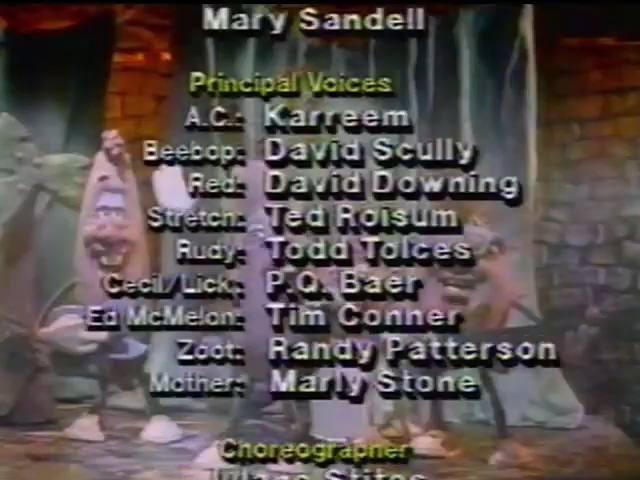 Mary Sandell
Principal Voices
A.C.: Karreem
Beebop: David Scully
Red: David Downing
Stretch: Ted Roisum
Rudy: Todd Tolces
Cecil/Lick: P.Q. Baer
Ed McMelon: Tim Conner
Zoot: Randy Patterson
Mother: Marly Stone
Choreographer
Stites